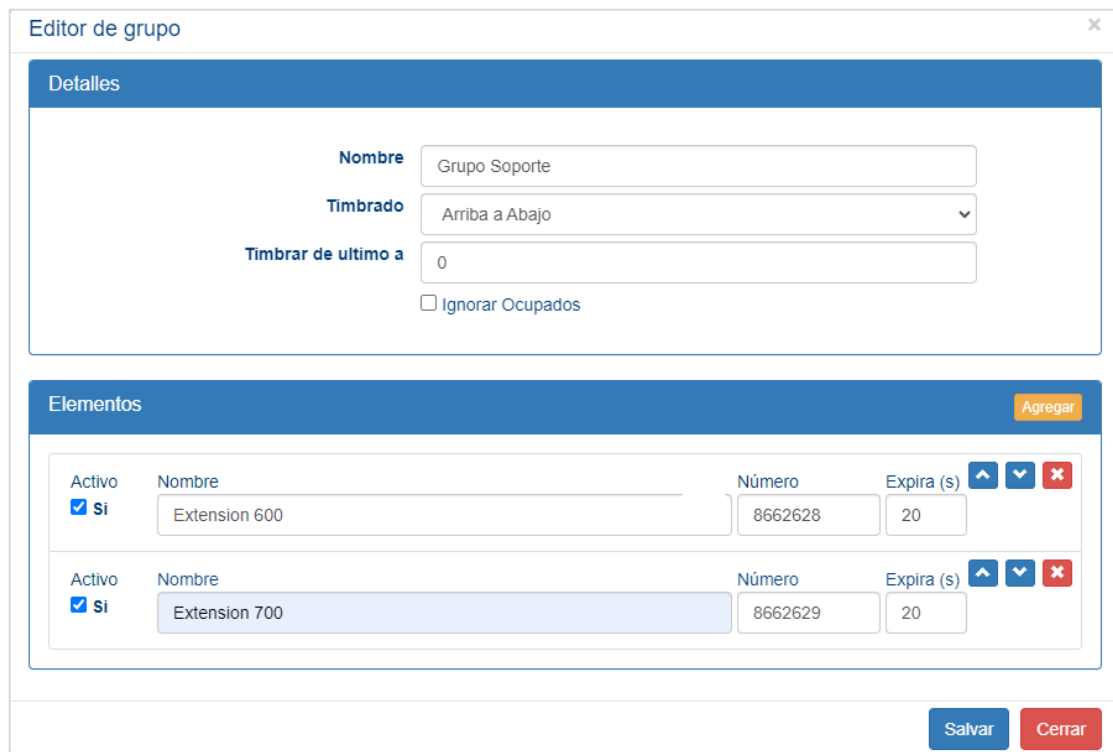 Editor de grupo
Detalles
Nombre
Grupo Soporte
Timbrado
Arriba a Abajo
Timbrar de ultimo a
0
Ignorar Ocupados
Elementos
Agregar
Activo Nombre Número Expira (s)
Si Extension 600 8662628 20
Activo Nombre Número Expira (s)
Si Extension 700 8662629 20
Salvar Cerrar